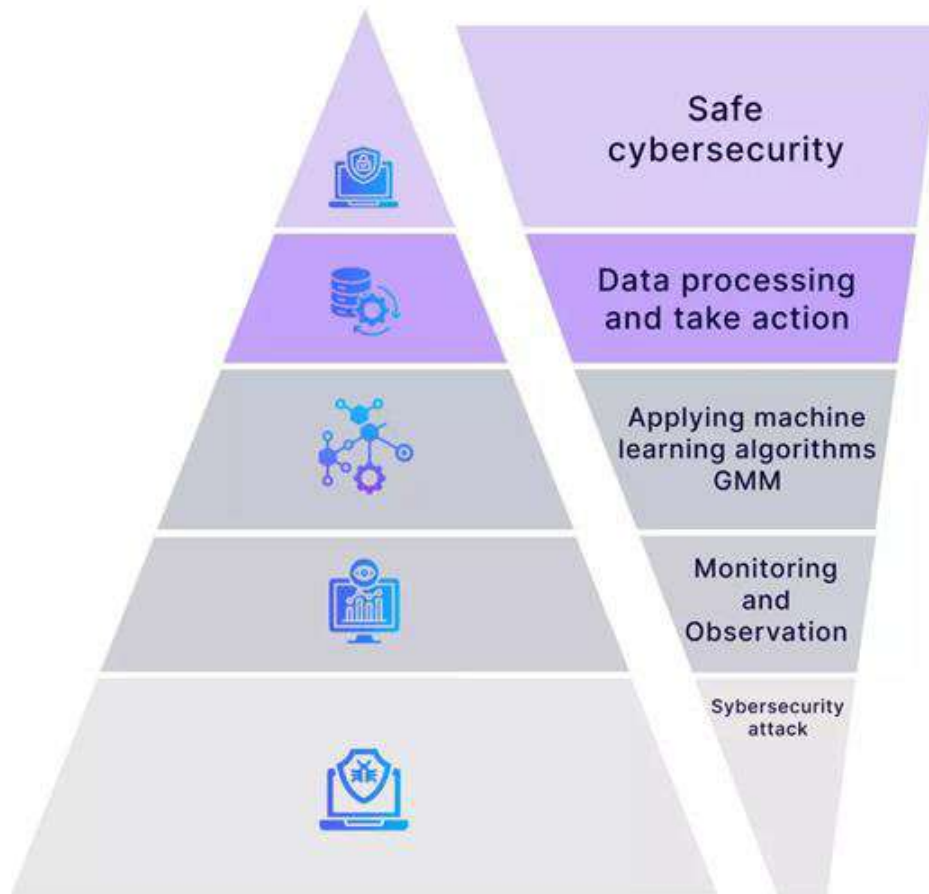 Safe
cybersecurity
Data processing
and take action
Applying machine
learning algorithms
GMM
Monitoring
and
Observation
Sybersecurity
attack